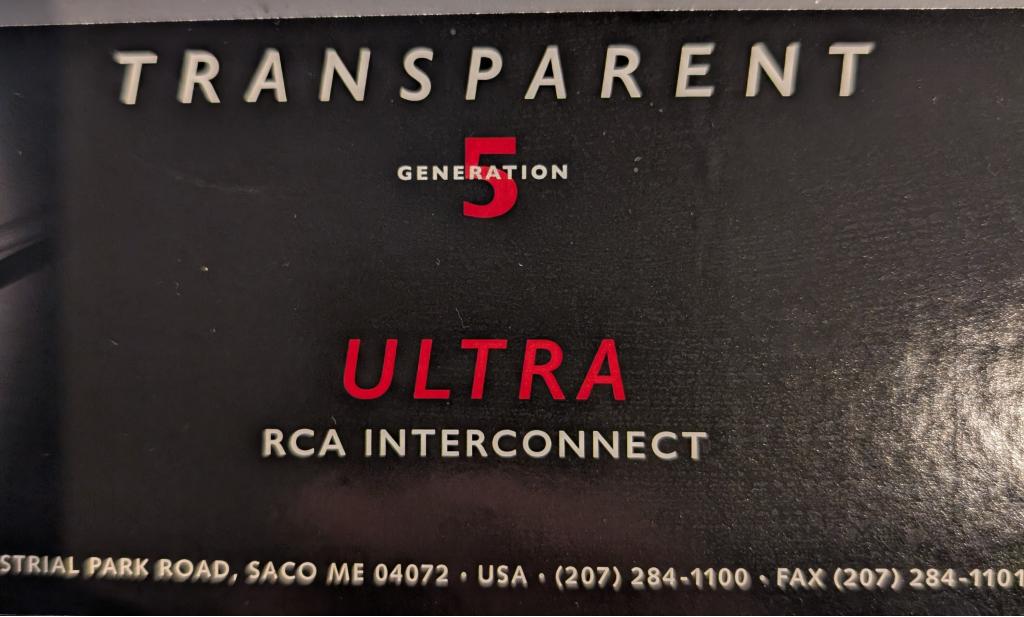 TRANSPARENT
5
GENERATION
ULTRA
RCA INTERCONNECT
STRIAL PARK ROAD, SACO ME 04072 • USA • (207) 284-1100 • FAX (207) 284-1101